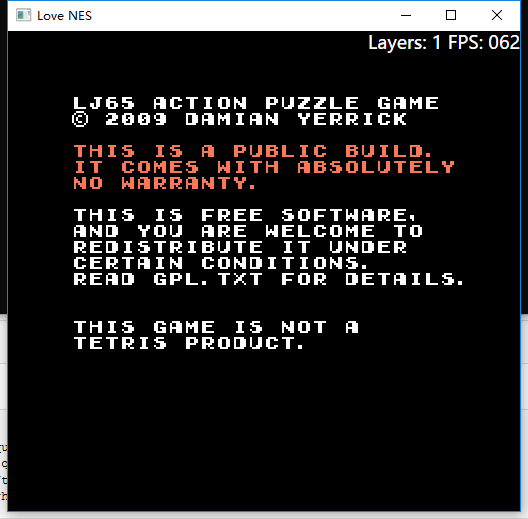 Love NES
Layers: 1 FPS: 062
LJ65 ACTION PUZZLE GAME
© 2009 DAMIAN YERRICK
THIS IS A PUBLIC BUILD.
IT COMES WITH ABSOLUTELY
NO WARRANTY.
THIS IS FREE SOFTWARE,
AND YOU ARE WELCOME TO
REDISTRIBUTE IT UNDER
CERTAIN CONDITIONS.
READ GPL.TXT FOR DETAILS.
THIS GAME IS NOT A
TETRIS PRODUCT.